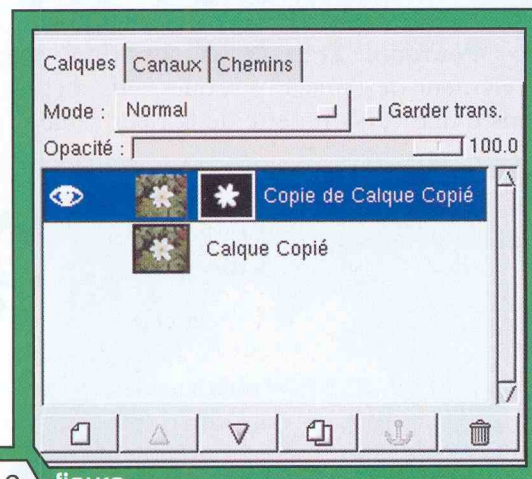 Calques Canaux Chemins
Mode : Normal Garder trans.
Opacité : 100.0
Copie de Calque Copié
Calque Copié